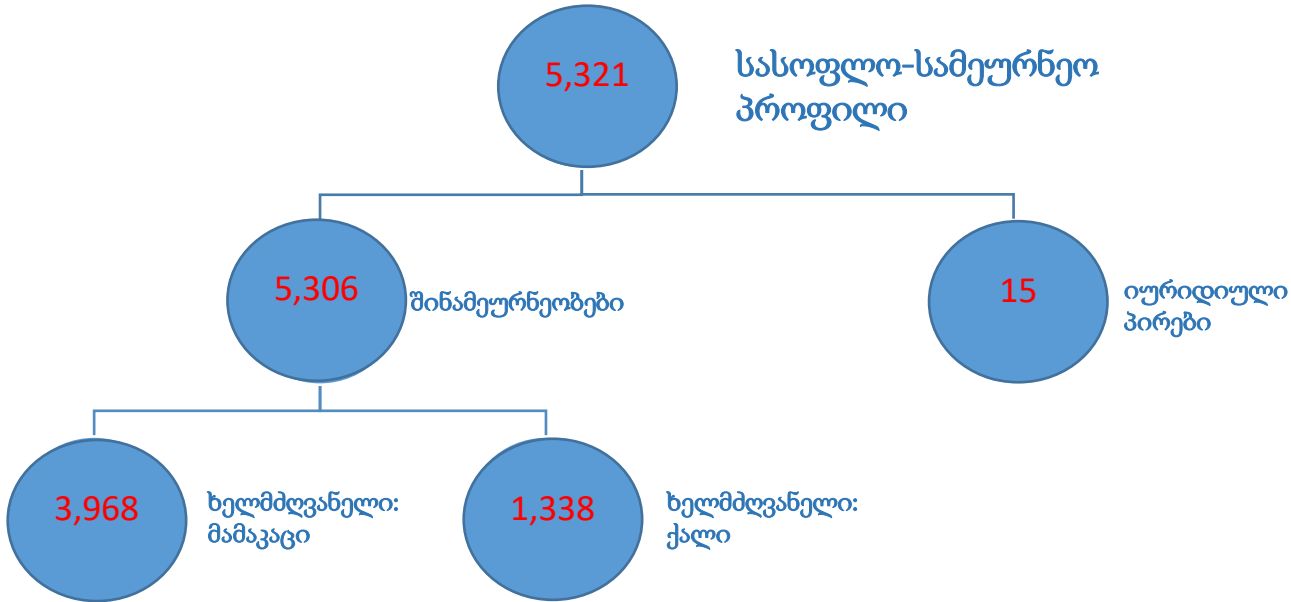 5,321
სასოფლო-სამეურნეო
პროფილი
5,306
შინამეურნეობები
15
იურიდიული
პირები
3,968
ხელმძღვანელი:
მამაკაცი
1,338
ხელმძღვანელი:
ქალი